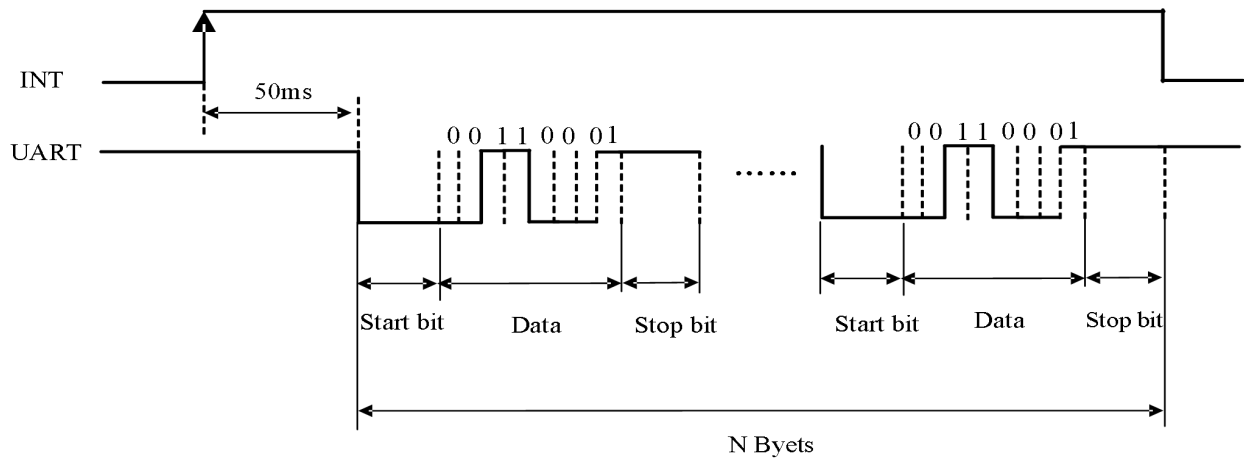 INT
50ms
UART
0 0 1 1 0 0 0 1
0 0 1 1 0 0 0 1
......
Start bit
Data
Stop bit
Start bit
Data
Stop bit
N Byets